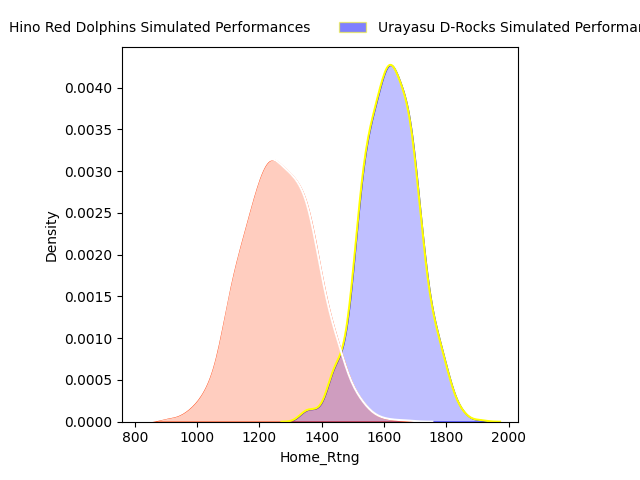 Hino Red Dolphins Simulated Performances
Urayasu D-Rocks Simulated Performan
0.0040
0.0035
0.0030
0.0025
0.0020
0.0015
0.0010
0.0005
0.0000
Density
800 1000 1200 1400 1600 1800 2000
Home_Rtng